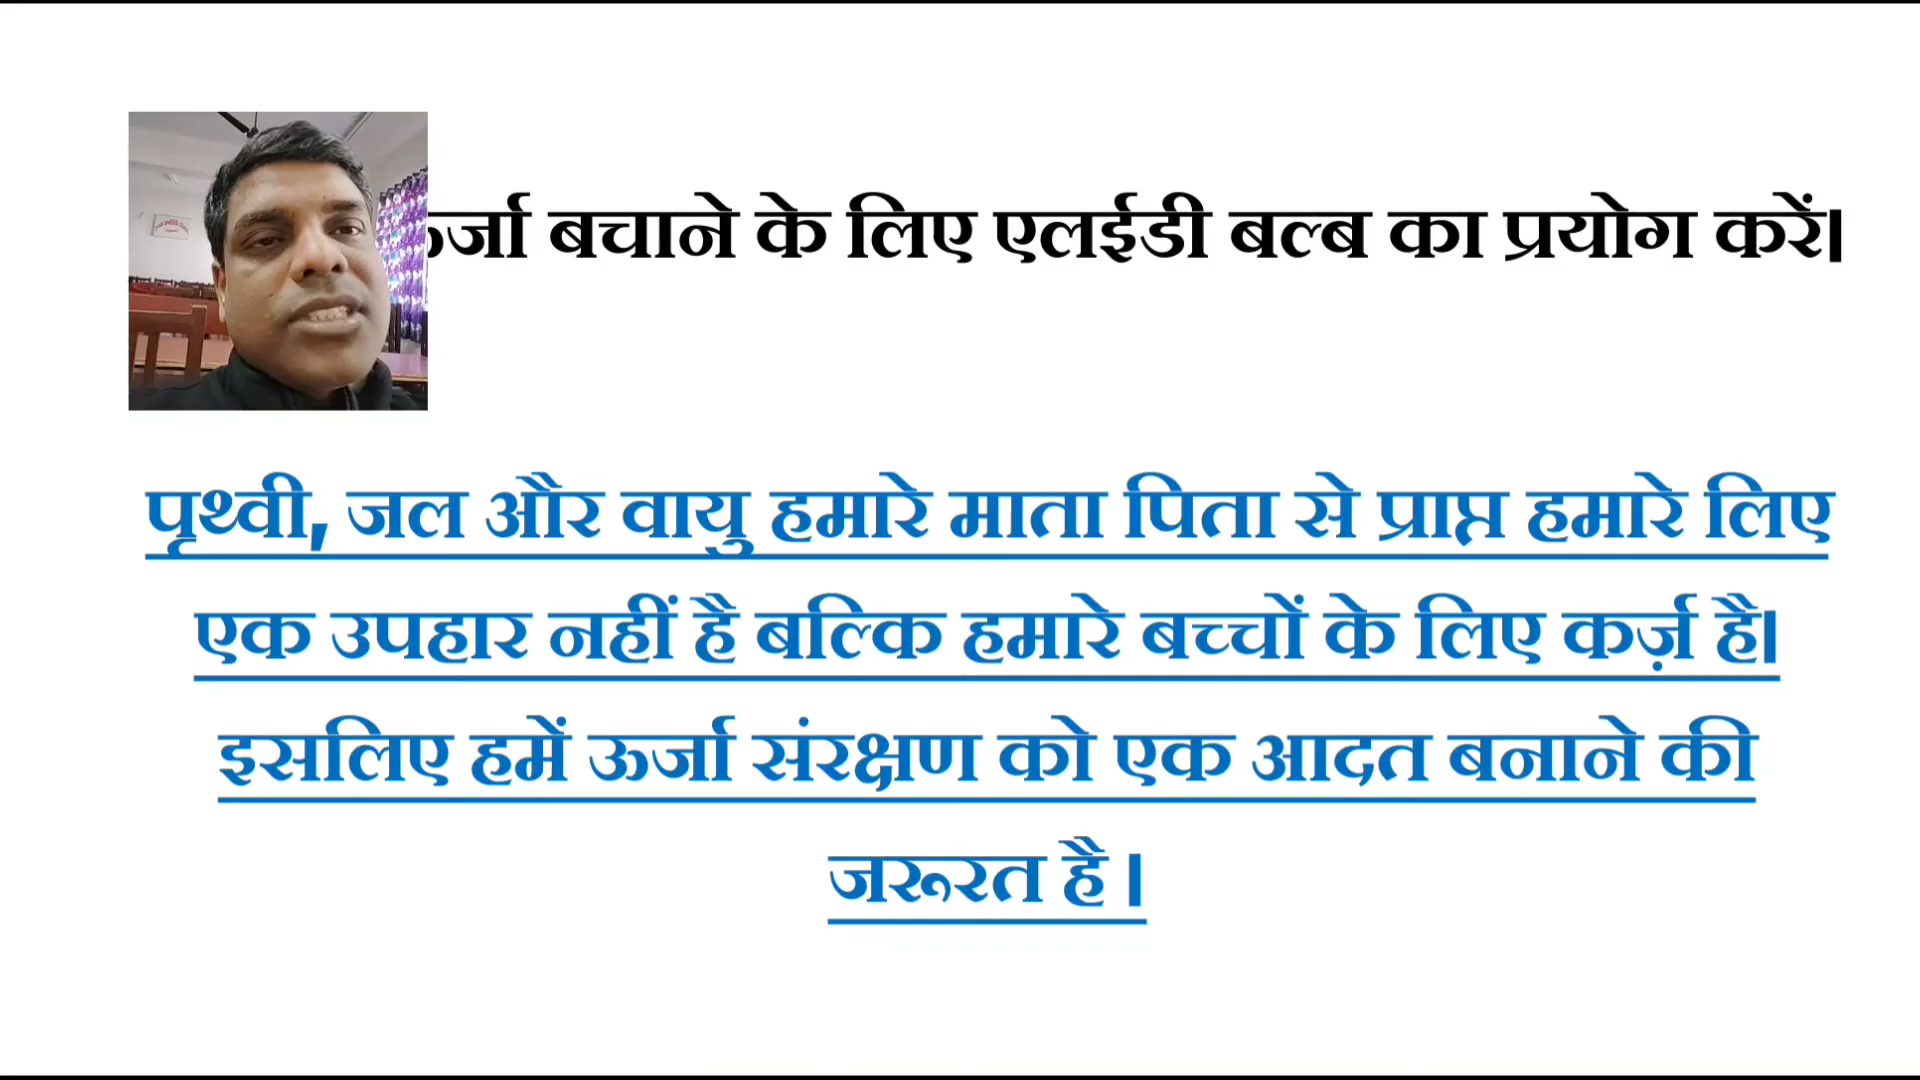 ऊर्जा बचाने के लिए एलईडी बल्ब का प्रयोग करें।
पृथ्वी, जल और वायु हमारे माता पिता से प्राप्त हमारे लिए
एक उपहार नहीं है बल्कि हमारे बच्चों के लिए कर्ज़ है।
इसलिए हमें ऊर्जा संरक्षण को एक आदत बनाने की
जरूरत है ।